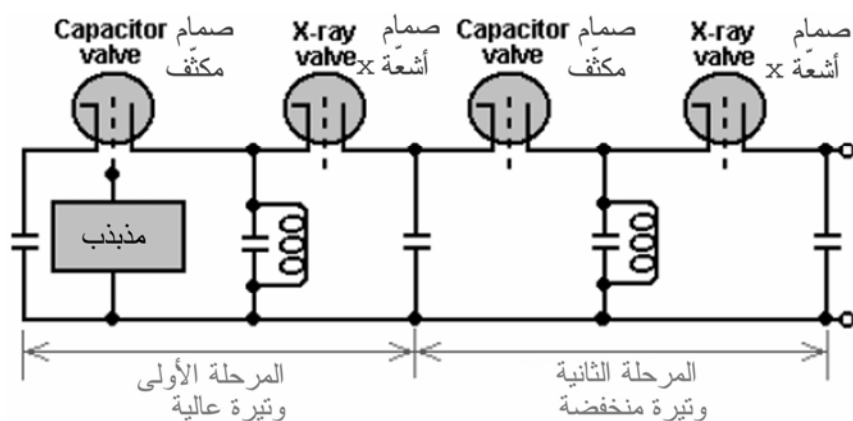 Capacitor valve
صمام مكثّف
X-ray valve
صمام أشعّة x
Capacitor valve
صمام مكثّف
X-ray valve
صمام أشعّة x
مذبذب
المرحلة الأولى
وتيرة عالية
المرحلة الثانية
وتيرة منخفضة